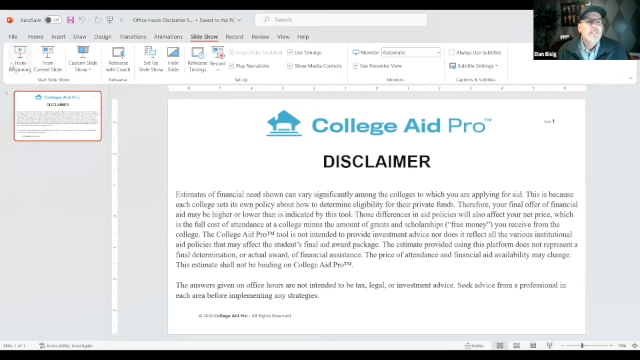 AutoSave Off Office Hours Disclaimer S... • Saved to this PC
File Home Insert Draw Design Transitions Animations Slide Show Record Review View Help
From Beginning From Current Slide Custom Slide Show Rehearse with Coach Set Up Slide Show Hide Slide Rehearse Timings Record
Keep Slides Updated Use Timings Monitor: Automatic Always Use Subtitles
Play Narrations Show Media Controls Use Presenter View Subtitle Settings
Start Slide Show Rehearse Set Up Monitors Captions & Subtitles
Dan Bisig
1
College Aid Pro™
DISCLAIMER
PAGE 1
College Aid Pro™
DISCLAIMER
Estimates of financial need shown can vary significantly among the colleges to which you are applying for aid. This is because
each college sets its own policy about how to determine eligibility for their private funds. Therefore, your final offer of financial
aid may be higher or lower than is indicated by this tool. Those differences in aid policies will also affect your net price, which
is the full cost of attendance at a college minus the amount of grants and scholarships ("free money") you receive from the
college. The College Aid Pro™ tool is not intended to provide investment advice nor does it reflect all the various institutional
aid policies that may affect the student's final aid award package. The estimate provided using this platform does not represent a
final determination, or actual award, of financial assistance. The price of attendance and financial aid availability may change.
This estimate shall not be binding on College Aid Pro™.
The answers given on office hours are not intended to be tax, legal, or investment advice. Seek advice from a professional in
each area before implementing any strategies.
© 2022 College Aid Pro - All Rights Reserved
Slide 1 of 1 Accessibility: Investigate Notes